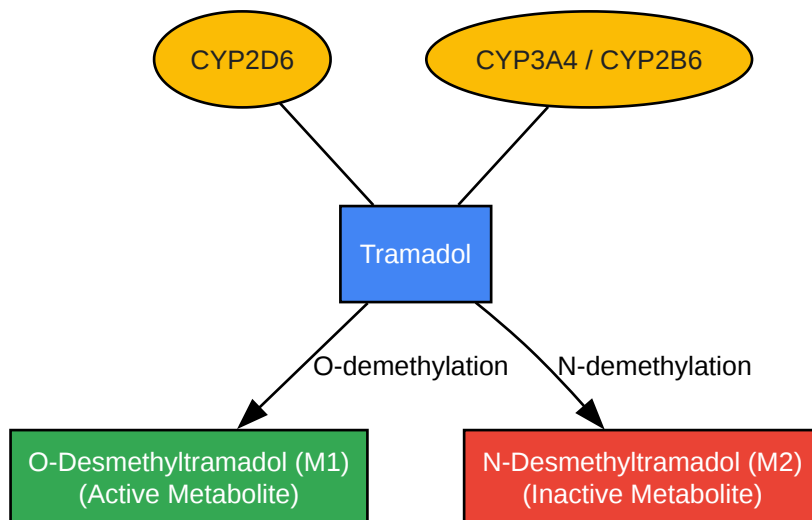 CYP2D6
CYP3A4 / CYP2B6
Tramadol
O-demethylation
N-demethylation
O-Desmethyltramadol (M1)
(Active Metabolite)
N-Desmethyltramadol (M2)
(Inactive Metabolite)